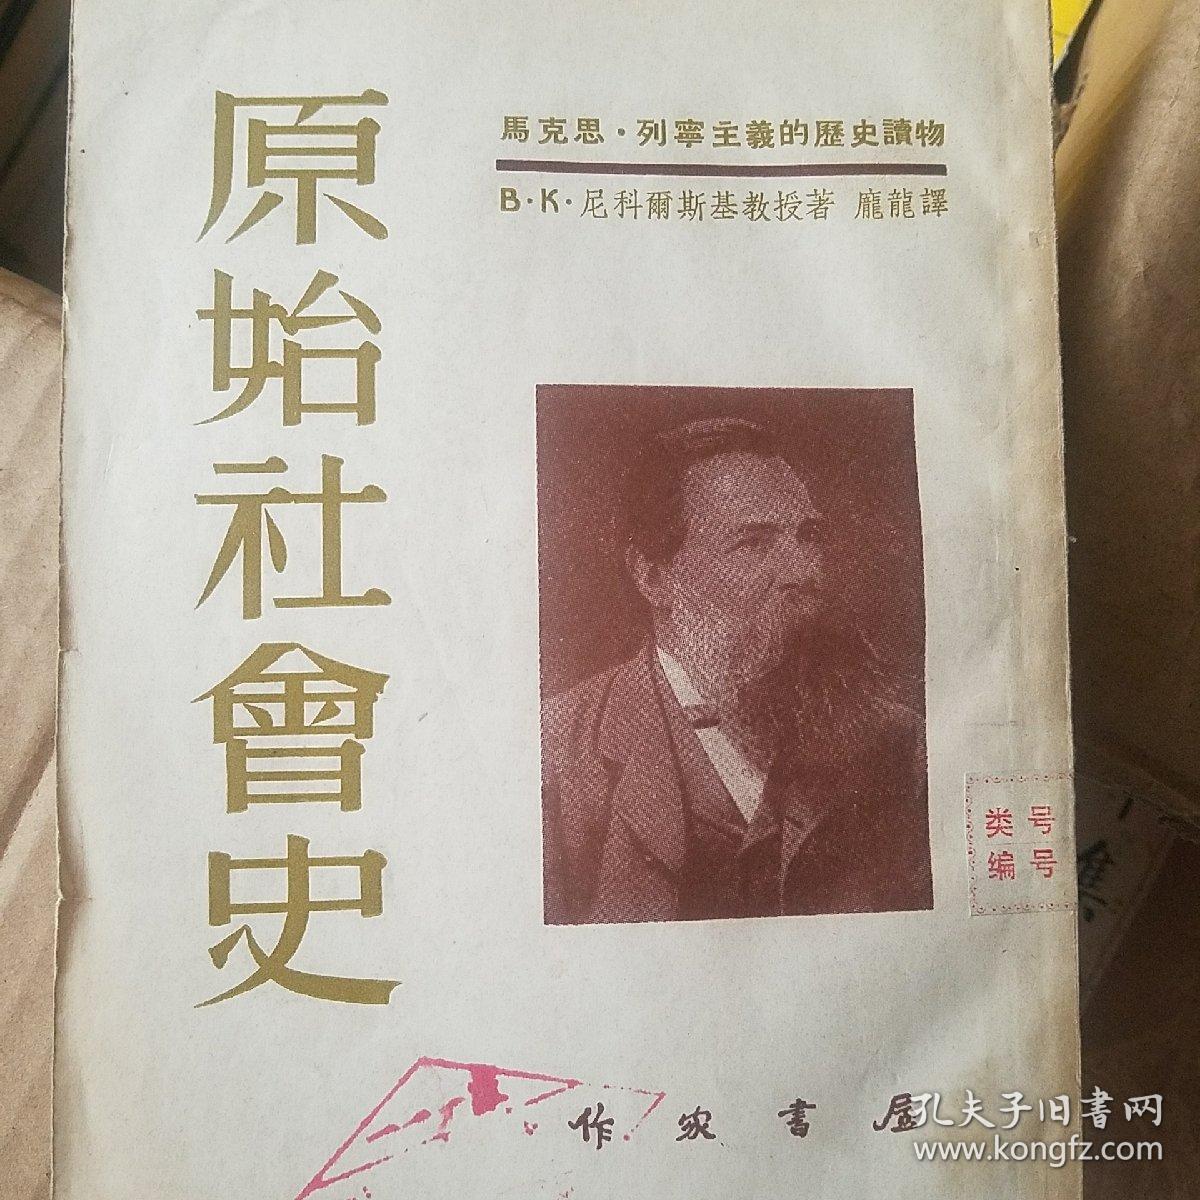 原始社會史
馬克思·列寧主義的歷史讀物
B·K·尼科爾斯基教授著 龐龍譯
类号
编号
集
作家書屋
孔夫子旧書网
www.kongfz.com